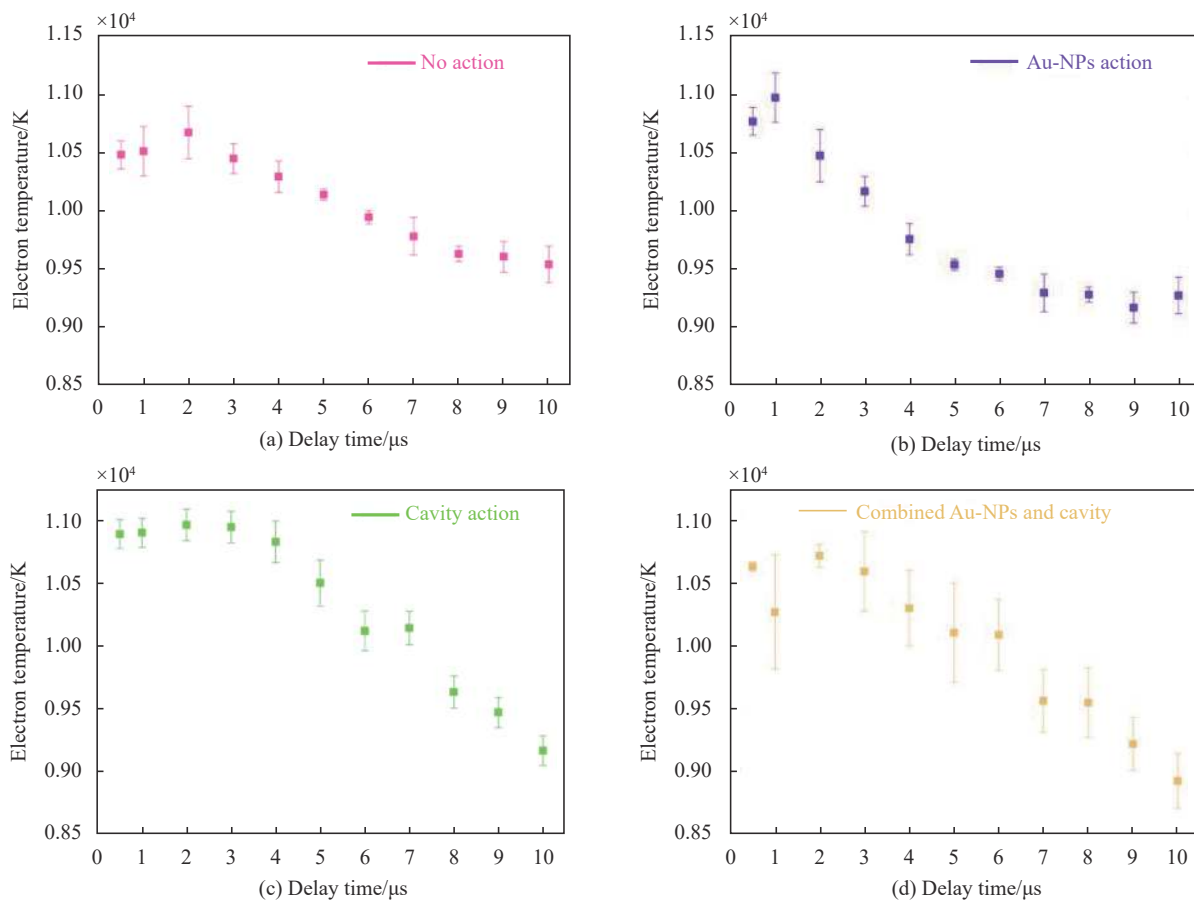 ×10⁴
1.15
1.10
1.05
1.00
0.95
0.90
0.85
Electron temperature/K
No action
0 1 2 3 4 5 6 7 8 9 10
(a) Delay time/μs
×10⁴
1.15
1.10
1.05
1.00
0.95
0.90
0.85
Electron temperature/K
Au-NPs action
0 1 2 3 4 5 6 7 8 9 10
(b) Delay time/μs
×10⁴
1.10
1.05
1.00
0.95
0.90
0.85
Electron temperature/K
Cavity action
0 1 2 3 4 5 6 7 8 9 10
(c) Delay time/μs
×10⁴
1.10
1.05
1.00
0.95
0.90
0.85
Electron temperature/K
Combined Au-NPs and cavity
0 1 2 3 4 5 6 7 8 9 10
(d) Delay time/μs